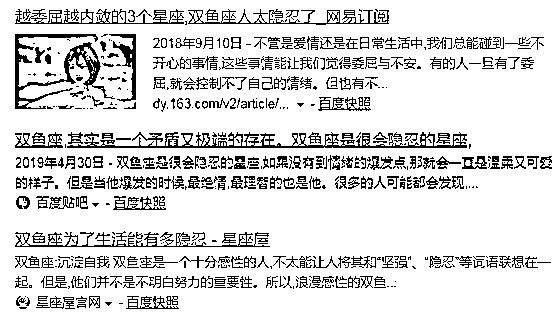 越委屈越内敛的3个星座,双鱼座人太隐忍了_网易订阅
2018年9月10日 - 不管是爱情还是在日常生活中,我们总能碰到一些不
开心的事情,这些事情能让我们觉得委屈与不安。有的人一旦有了委
屈,就会控制不了自己的情绪。但也有不...
dy.163.com/v2/article/... - 百度快照
双鱼座,其实是一个矛盾又极端的存在。双鱼座是很会隐忍的星座,
2019年4月30日 - 双鱼座是很会隐忍的星座,如果没有到情绪的爆发点,那就会一直是温柔又可爱
的样子。但是当他爆发的时候,最绝情,最理智的也是他。很多的人可能都会发现,...
百度贴吧 - 百度快照
双鱼座为了生活能有多隐忍 - 星座屋
双鱼座:沉淀自我 双鱼座是一个十分感性的人,不太能让人将其和“坚强”、“隐忍”等词语联想在一
起。但是,他们并不是不明白努力的重要性。所以,浪漫感性的双鱼...
星座屋官网 - 百度快照